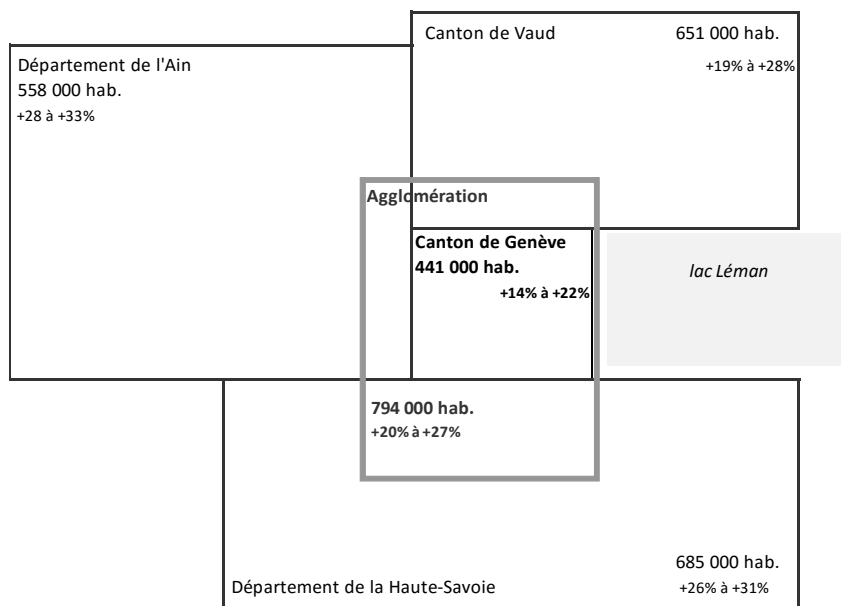 Canton de Vaud 651 000 hab.
+19% à +28%
Département de l'Ain
558 000 hab.
+28 à +33%
Agglomération
Canton de Genève
441 000 hab.
+14% à +22%
lac Léman
794 000 hab.
+20% à +27%
685 000 hab.
Département de la Haute-Savoie +26% à +31%